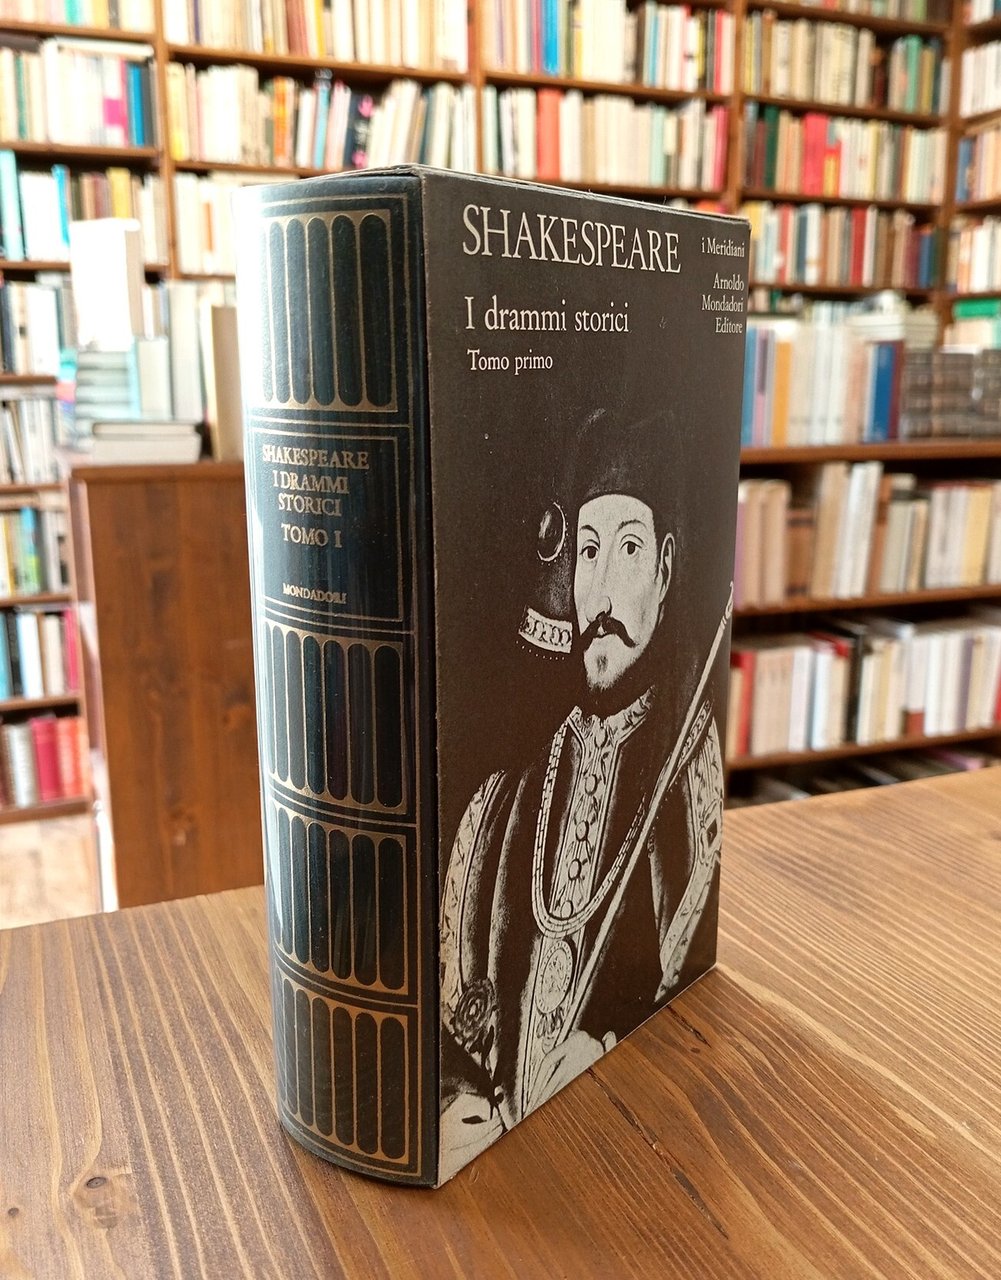 SHAKESPEARE
I DRAMMI
STORICI
TOMO I
MONDADORI
SHAKESPEARE
I drammi storici
Tomo primo
i Meridiani
Arnoldo
Mondadori
Editore